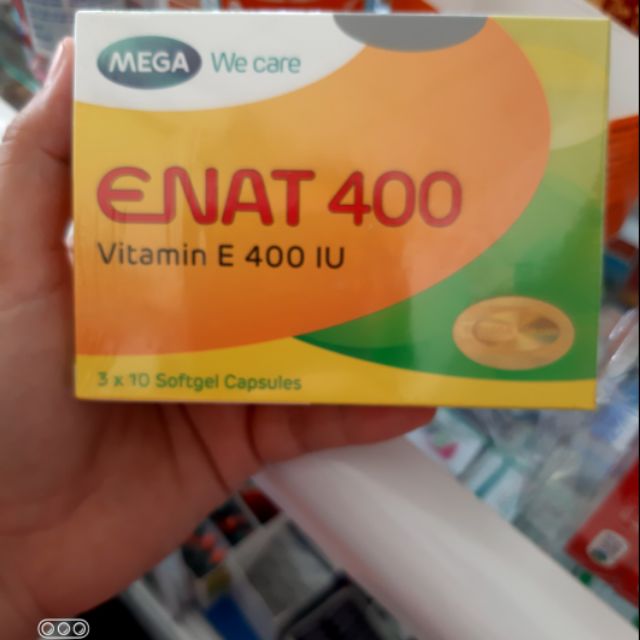 MEGA We care
ENAT 400
Vitamin E 400 IU
3 x 10 Softgel Capsules